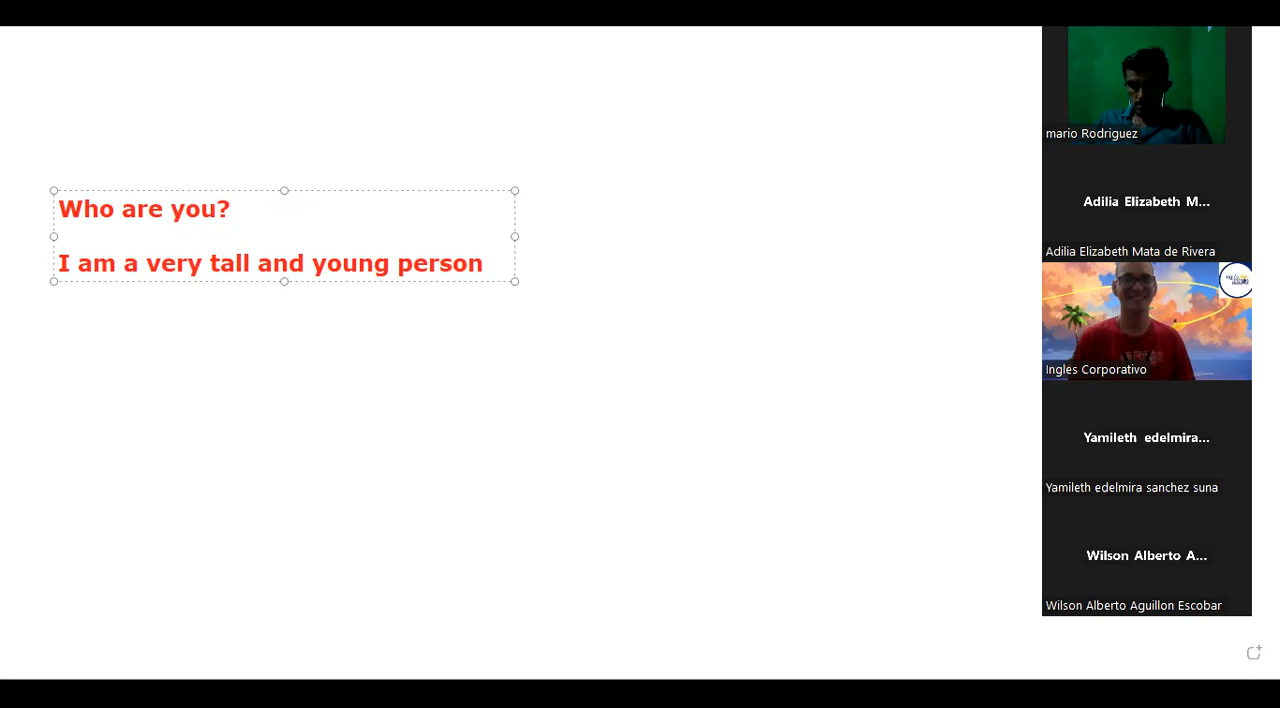 Who are you?
I am a very tall and young person
mario Rodriguez
Adilia Elizabeth M...
Adilia Elizabeth Mata de Rivera
Ingles Corporativo
Yamileth edelmira...
Yamileth edelmira sanchez suna
Wilson Alberto A...
Wilson Alberto Aguillon Escobar